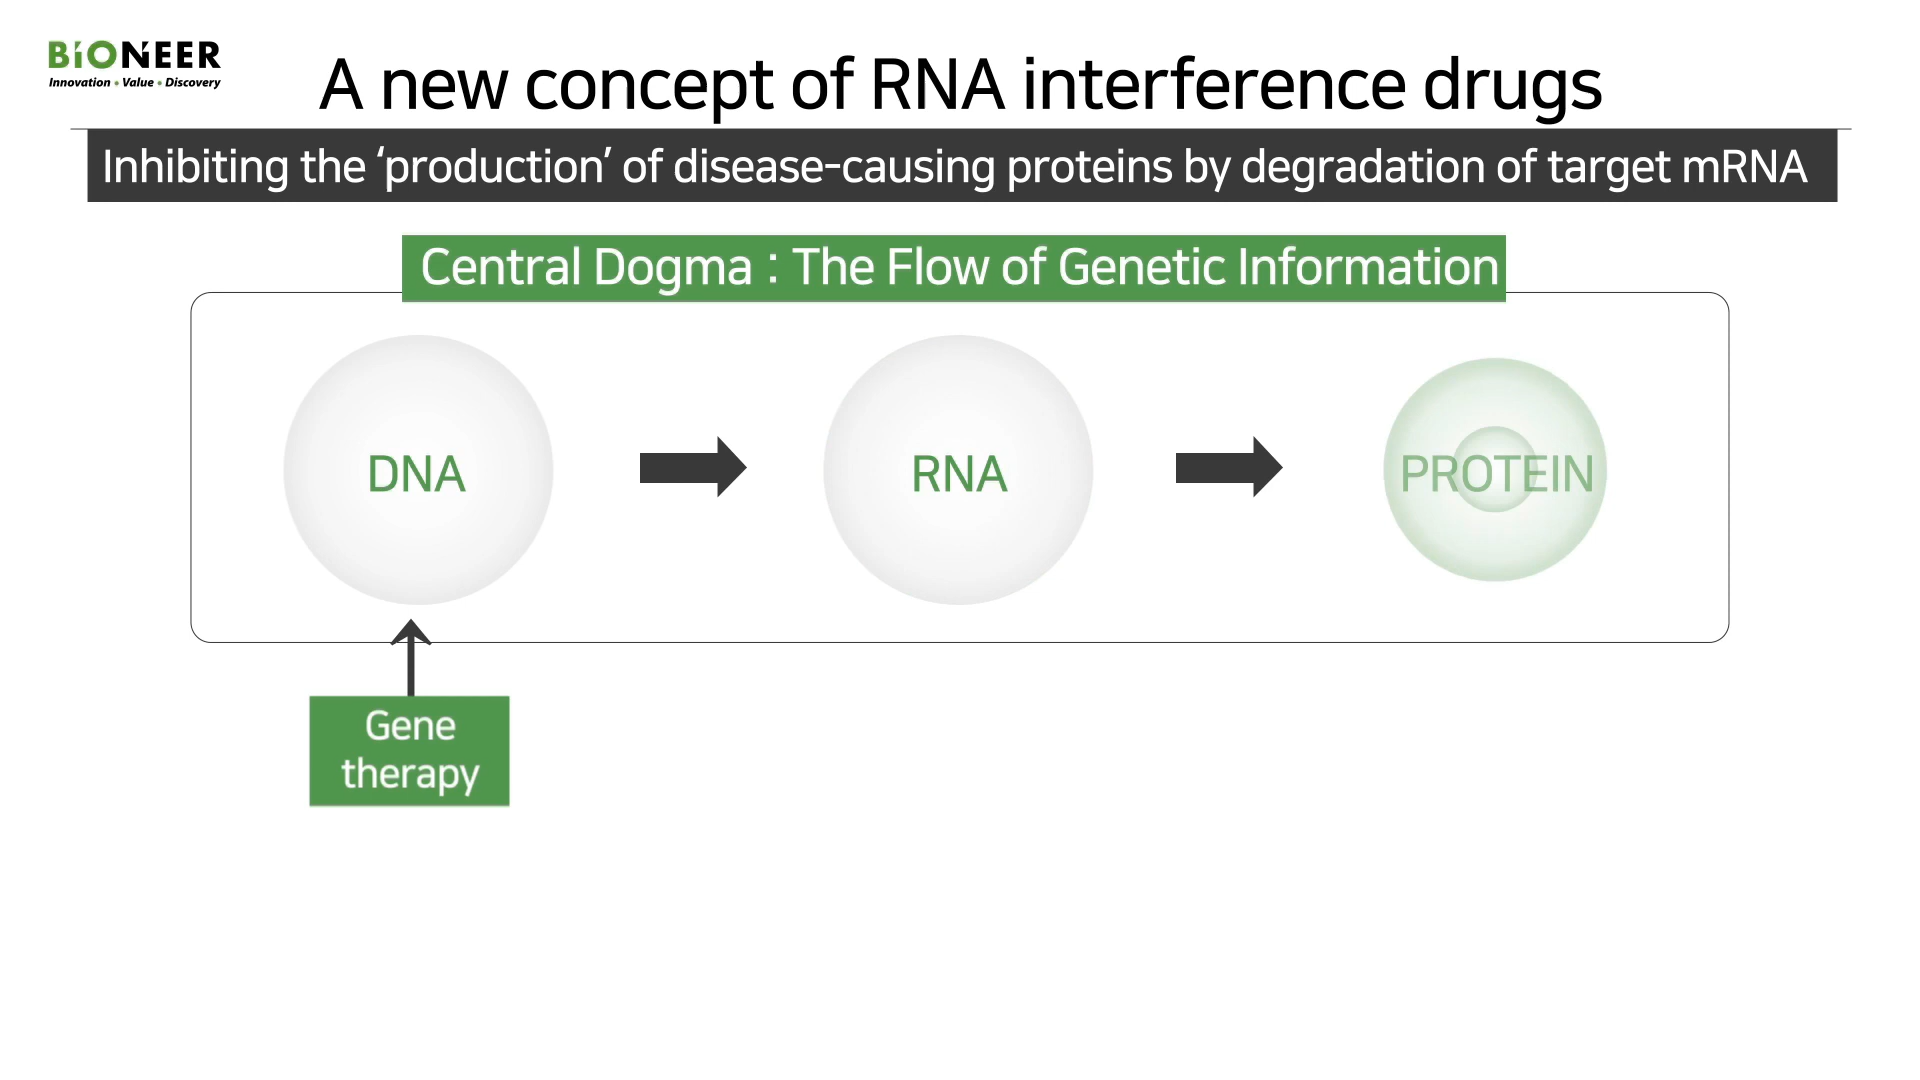 BiONEER
Innovation • Value • Discovery
A new concept of RNA interference drugs
Inhibiting the ‘production’ of disease-causing proteins by degradation of target mRNA
Central Dogma : The Flow of Genetic Information
DNA
RNA
PROTEIN
Gene
therapy